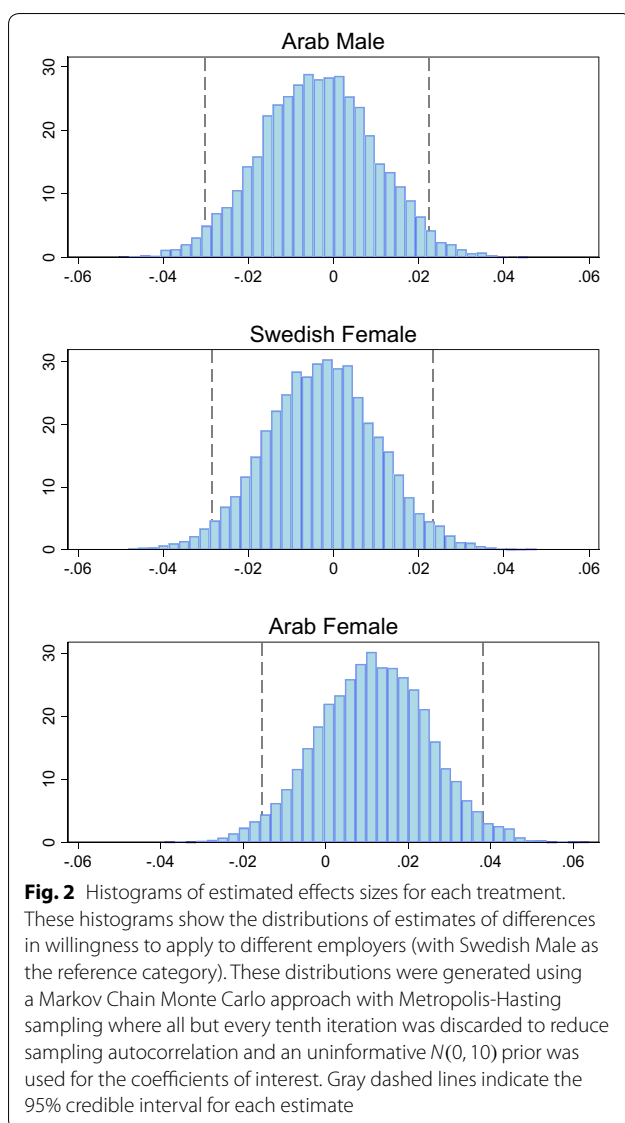 Arab Male
30
20
10
0
-.06 -.04 -.02 0 .02 .04 .06
Swedish Female
30
20
10
0
-.06 -.04 -.02 0 .02 .04 .06
Arab Female
30
20
10
0
-.06 -.04 -.02 0 .02 .04 .06
Fig. 2 Histograms of estimated effects sizes for each treatment.
These histograms show the distributions of estimates of differences
in willingness to apply to different employers (with Swedish Male as
the reference category). These distributions were generated using
a Markov Chain Monte Carlo approach with Metropolis-Hasting
sampling where all but every tenth iteration was discarded to reduce
sampling autocorrelation and an uninformative N(0, 10) prior was
used for the coefficients of interest. Gray dashed lines indicate the
95% credible interval for each estimate